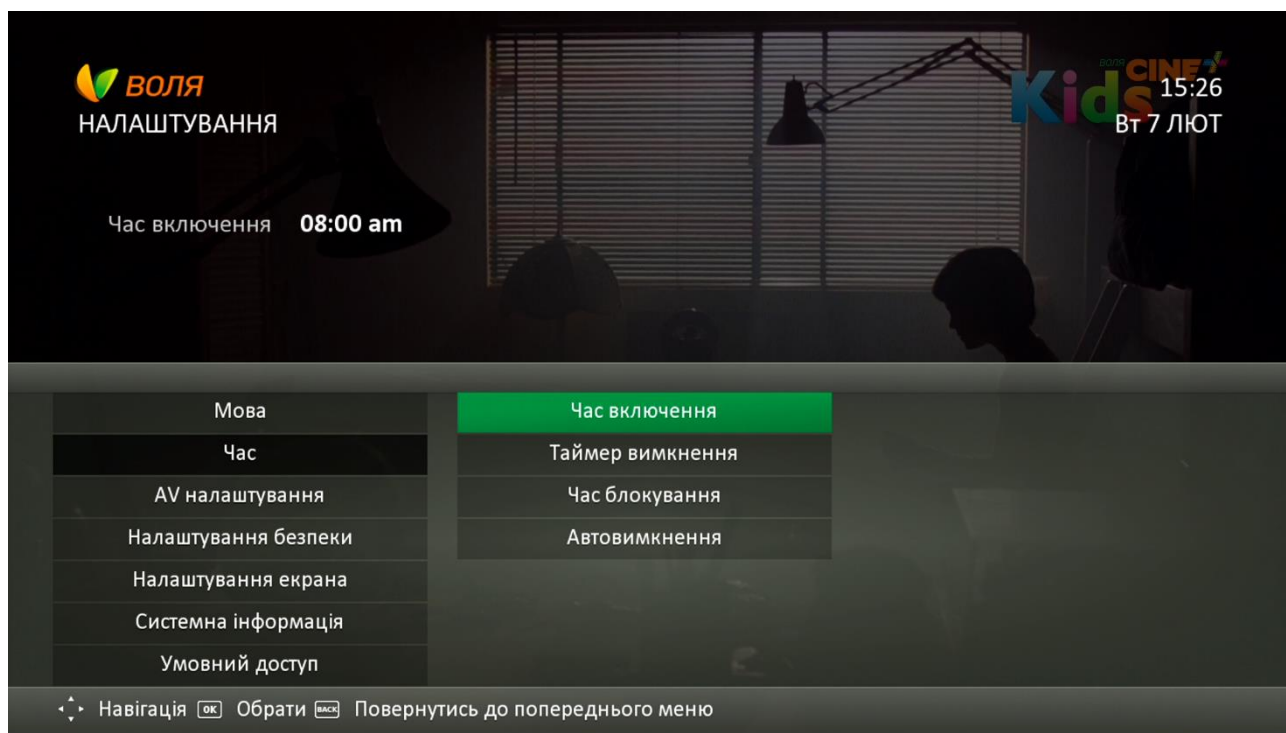 ВОЛЯ
НАЛАШТУВАННЯ
ВОЛЯ CINE+
Kids
15:26
Вт 7 ЛЮТ
Час включення 08:00 am
Мова
Час
AV налаштування
Налаштування безпеки
Налаштування екрана
Системна інформація
Умовний доступ
Час включення
Таймер вимкнення
Час блокування
Автовимкнення
Навігація OK Обрати BACK Повернутись до попереднього меню